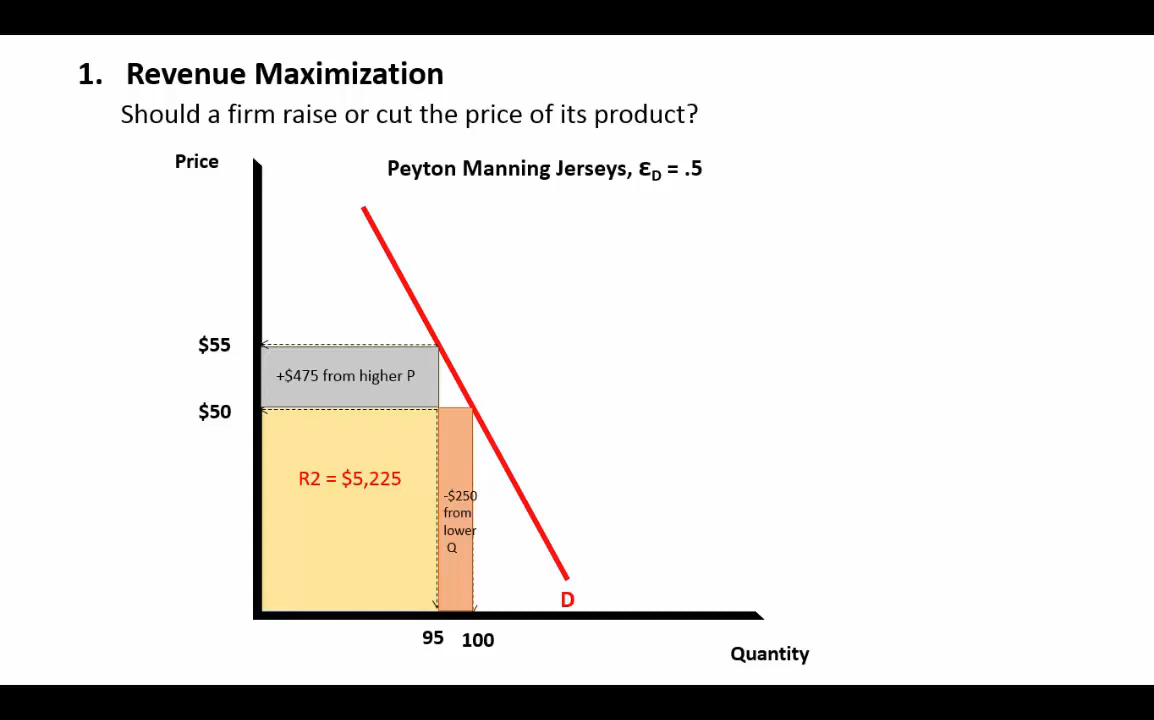 1. Revenue Maximization
Should a firm raise or cut the price of its product?
Price
Peyton Manning Jerseys, ƐD = .5
$55
+$475 from higher P
$50
R2 = $5,225
-$250
from
lower
Q
D
95
100
Quantity